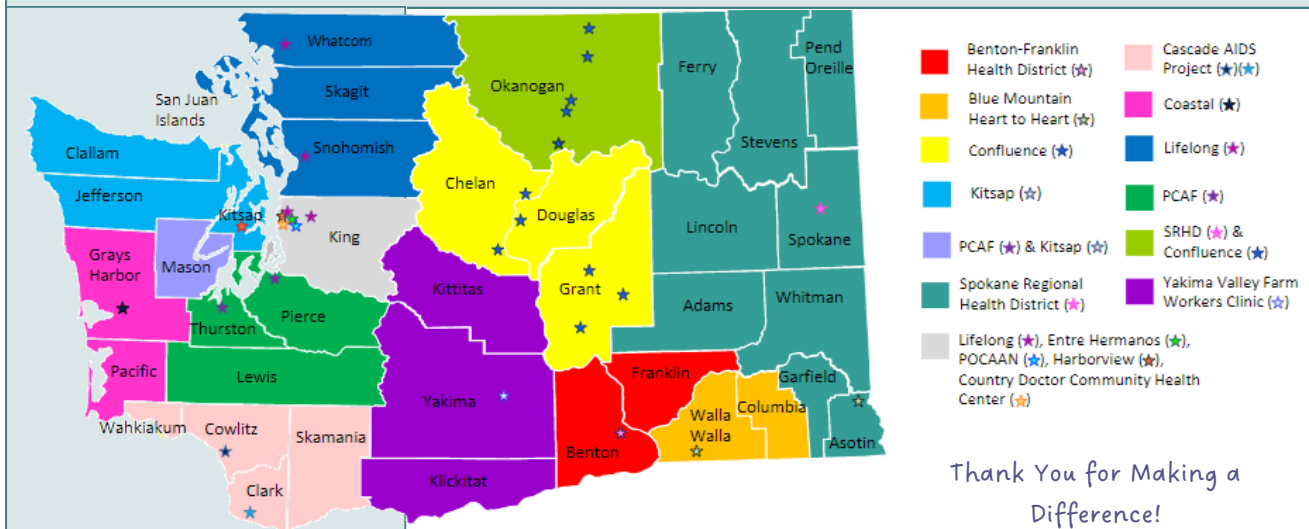 Whatcom
Skagit
San Juan
Islands
Snohomish
Clallam
Jefferson
Kitsap
King
Grays
Harbor
Mason
Thurston
Pierce
Pacific
Lewis
Wahkiakum
Cowlitz
Skamania
Clark
Okanogan
Chelan
Douglas
Grant
Kittitas
Yakima
Klickitat
Ferry
Stevens
Pend
Oreille
Lincoln
Spokane
Adams
Whitman
Benton
Franklin
Walla
Walla
Columbia
Garfield
Asotin
Benton-Franklin
Health District (☆)
Blue Mountain
Heart to Heart (☆)
Confluence (★)
Kitsap (☆)
PCAF (★) & Kitsap (☆)
Spokane Regional
Health District (★)
Lifelong (★), Entre Hermanos (★),
POCAAN (★), Harborview (★),
Country Doctor Community Health
Center (★)
Cascade AIDS
Project (★)(★)
Coastal (★)
Lifelong (★)
PCAF (★)
SRHD (★) &
Confluence (★)
Yakima Valley Farm
Workers Clinic (☆)
Thank You for Making a
Difference!